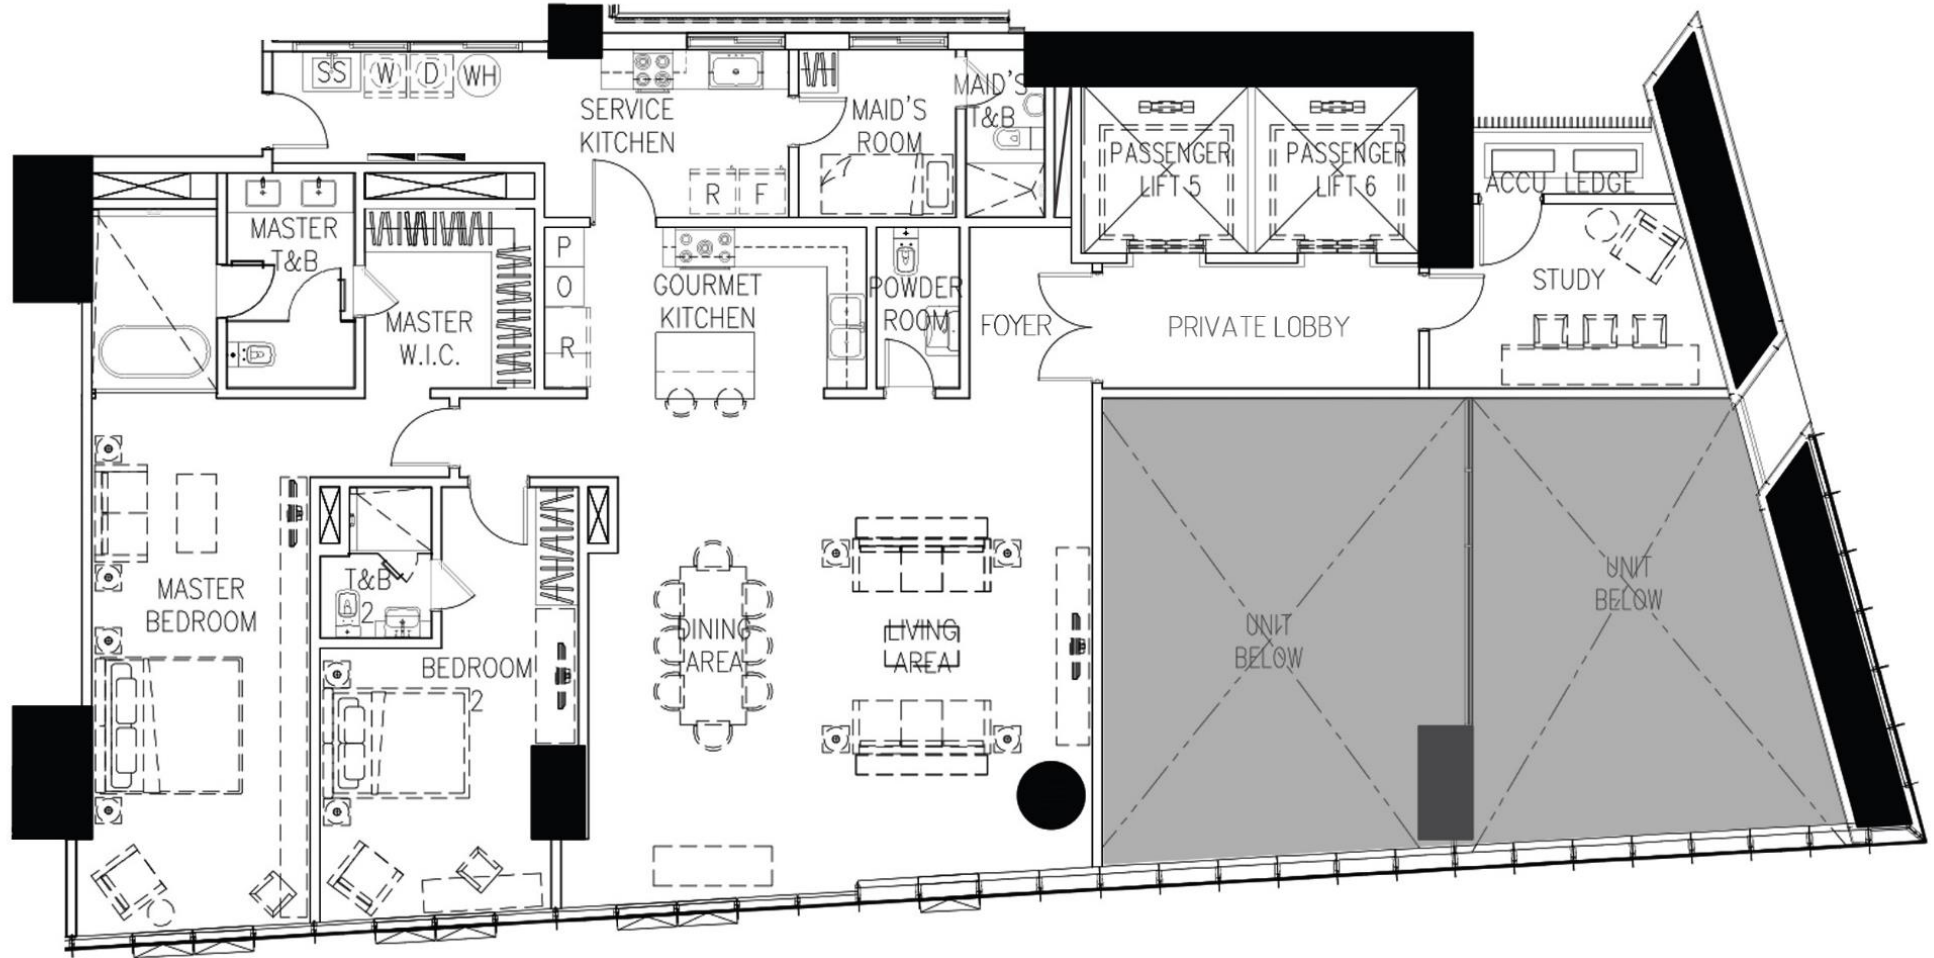 SS
W
D
WH
SERVICE
KITCHEN
MAID'S
ROOM
MAID'S
T&B
PASSENGER
LIFT 5
PASSENGER
LIFT 6
ACCU LEDGE
R
F
MASTER
T&B
P
O
R
MASTER
W.I.C.
GOURMET
KITCHEN
POWDER
ROOM
FOYER
PRIVATE LOBBY
STUDY
MASTER
BEDROOM
T&B
2
BEDROOM
2
DINING
AREA
LIVING
AREA
UNIT
BELOW
UNIT
BELOW